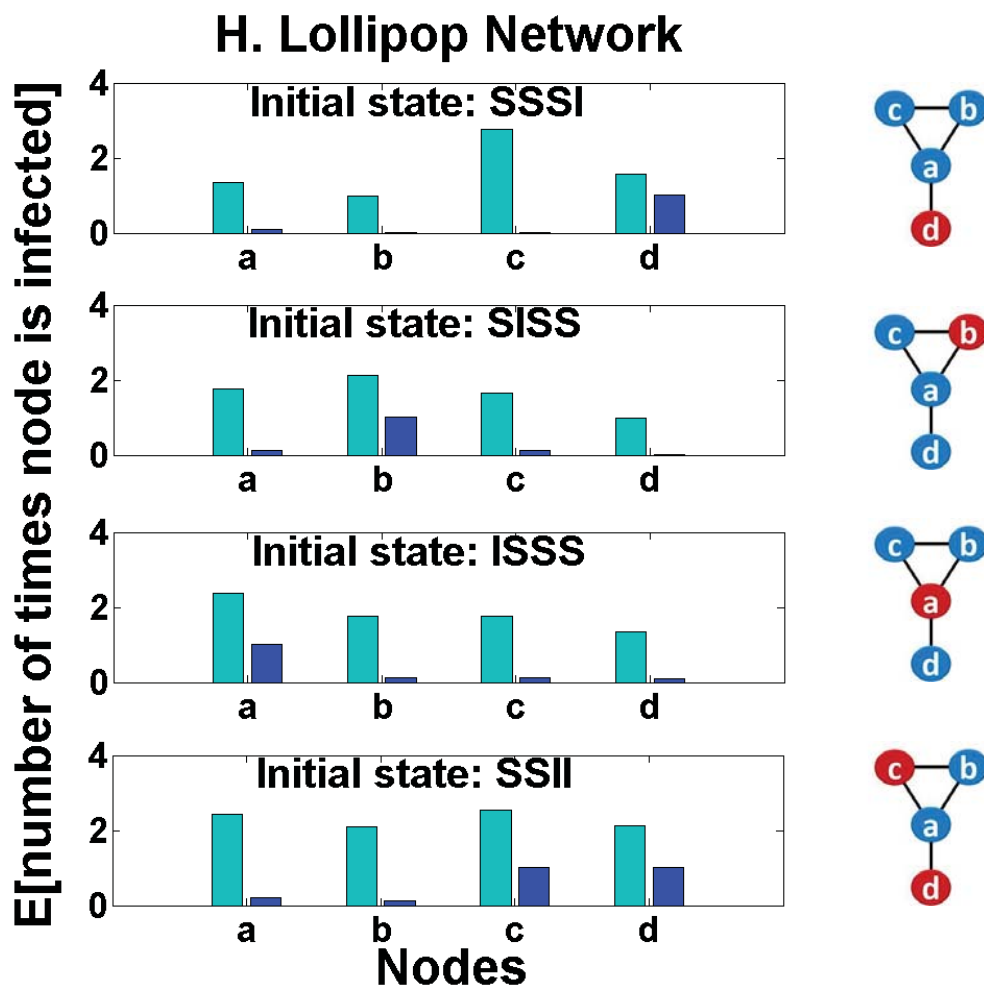 H. Lollipop Network
E[number of times node is infected]
4
2
0
Initial state: SSSI
a b c d
c b
a
d
4
2
0
Initial state: SISS
a b c d
c b
a
d
4
2
0
Initial state: ISSS
a b c d
c b
a
d
4
2
0
Initial state: SSII
a b c d
c b
a
d
Nodes